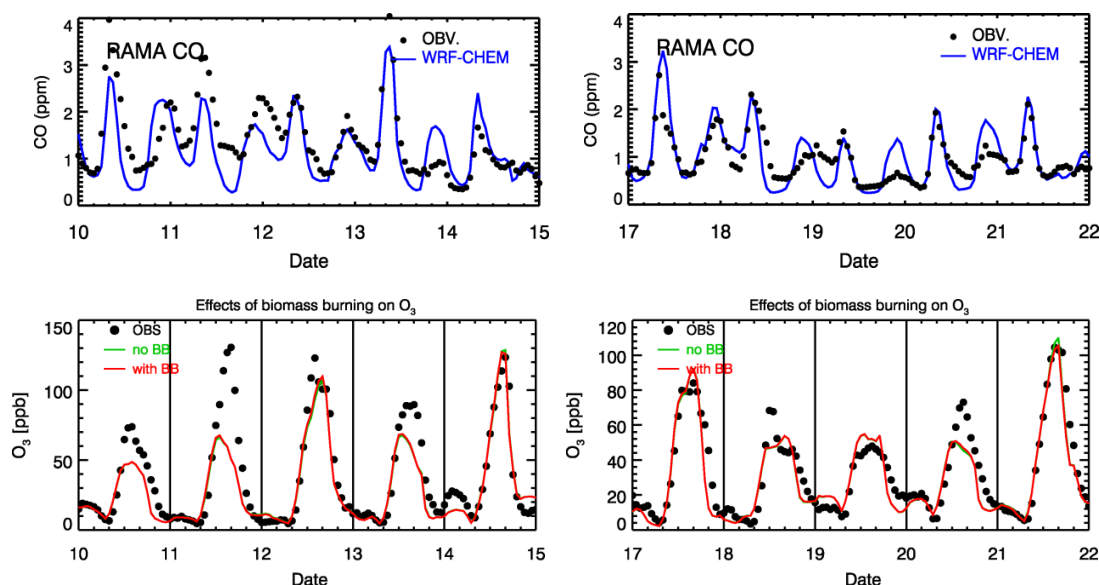 RAMA CO
OBV.
WRF-CHEM
CO (ppm)
4
3
2
1
0
10 11 12 13 14 15
Date
RAMA CO
OBV.
WRF-CHEM
CO (ppm)
4
3
2
1
0
17 18 19 20 21 22
Date
Effects of biomass burning on O3
OBS
no BB
with BB
O3 [ppb]
150
100
50
0
10 11 12 13 14 15
Date
Effects of biomass burning on O3
OBS
no BB
with BB
O3 [ppb]
120
100
80
60
40
20
0
17 18 19 20 21 22
Date